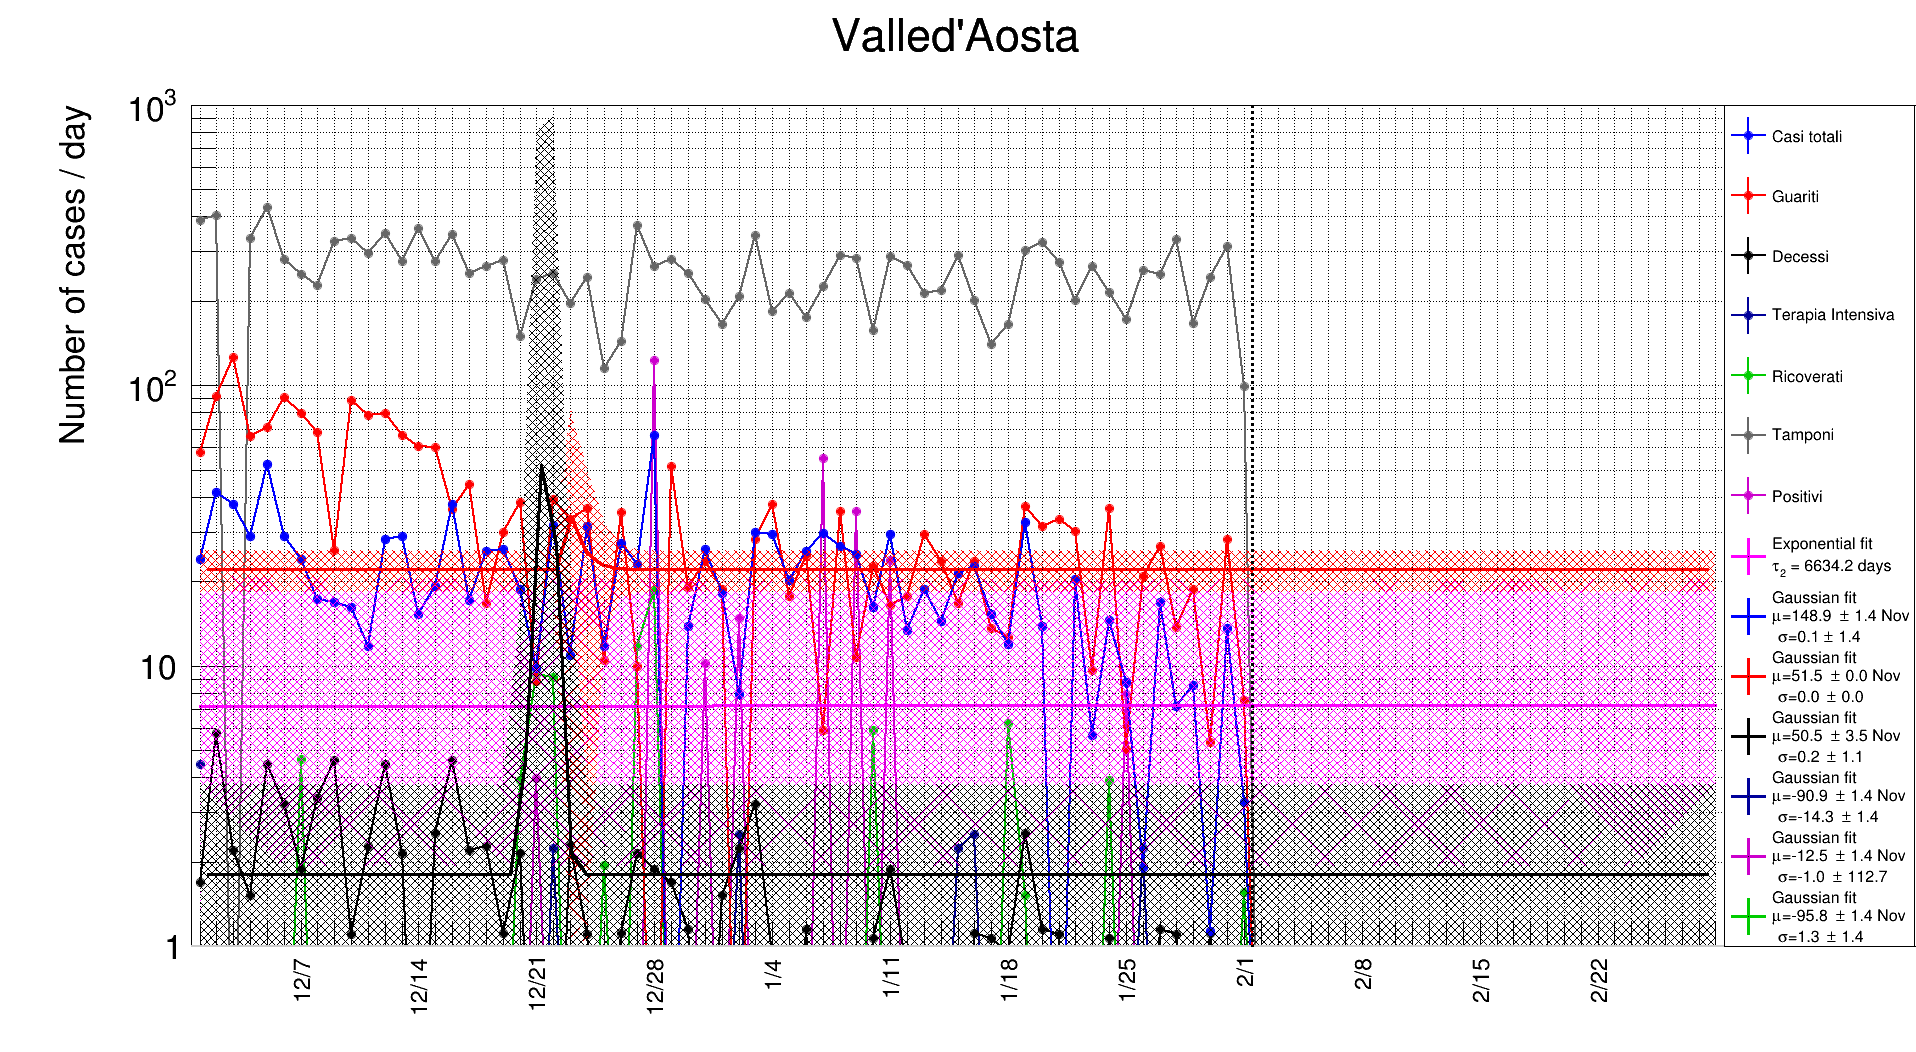 Valled'Aosta
Number of cases / day
10³
10²
10
1
12/7
12/14
12/21
12/28
1/4
1/11
1/18
1/25
2/1
2/8
2/15
2/22
Casi totali
Guariti
Decessi
Terapia Intensiva
Ricoverati
Tamponi
Positivi
Exponential fit
τ₂ = 6634.2 days
Gaussian fit
μ=148.9 ± 1.4 Nov
σ=0.1 ± 1.4
Gaussian fit
μ=51.5 ± 0.0 Nov
σ=0.0 ± 0.0
Gaussian fit
μ=50.5 ± 3.5 Nov
σ=0.2 ± 1.1
Gaussian fit
μ=-90.9 ± 1.4 Nov
σ=-14.3 ± 1.4
Gaussian fit
μ=-12.5 ± 1.4 Nov
σ=-1.0 ± 112.7
Gaussian fit
μ=-95.8 ± 1.4 Nov
σ=1.3 ± 1.4